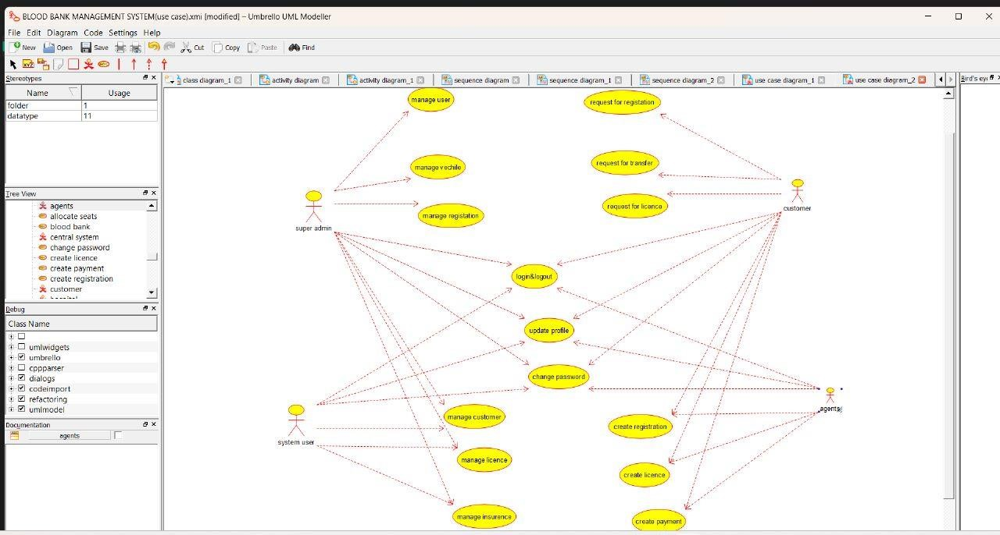 BLOOD BANK MANAGEMENT SYSTEM(use case).xmi [modified] – Umbrello UML Modeller
File Edit Diagram Code Settings Help
New Open Save Cut Copy Paste Find
Stereotypes
Name Usage
folder 1
datatype 11
Tree View
agents
allocate seats
blood bank
central system
change password
create licence
create payment
create registration
customer
Debug
Class Name
umlwidgets
umbrello
cppparser
dialogs
codeimport
refactoring
umlmodel
Documentation
agents
class diagram_1 activity diagram activity diagram_1 sequence diagram sequence diagram_1 sequence diagram_2 use case diagram_1 use case diagram_2
Bird's eye
manage user
request for registation
manage vechile
request for transfer
manage registation
request for licence
super admin
customer
login&logout
update profile
change password
manage customer
create registration
agents
system user
manage licence
create licence
manage insurence
create payment